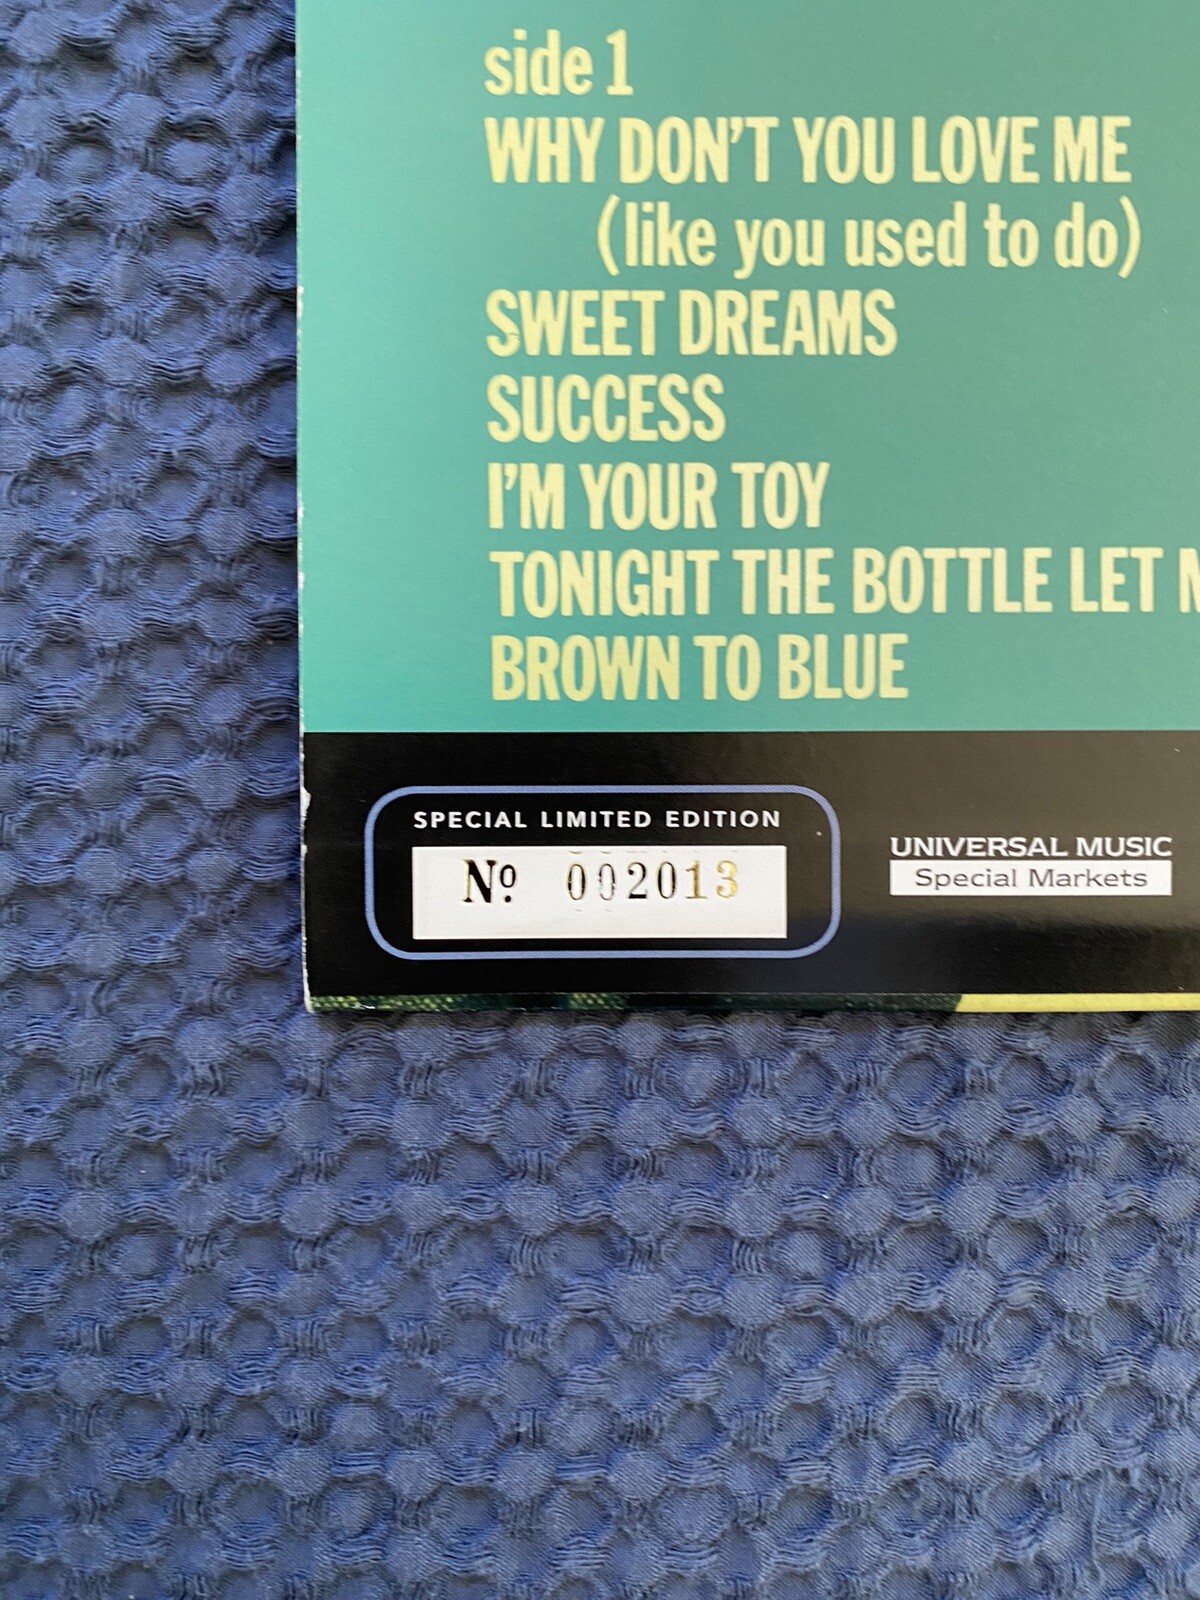 side 1
WHY DON'T YOU LOVE ME
(like you used to do)
SWEET DREAMS
SUCCESS
I'M YOUR TOY
TONIGHT THE BOTTLE LET
BROWN TO BLUE
SPECIAL LIMITED EDITION
Nº 002013
UNIVERSAL MUSIC
Special Markets